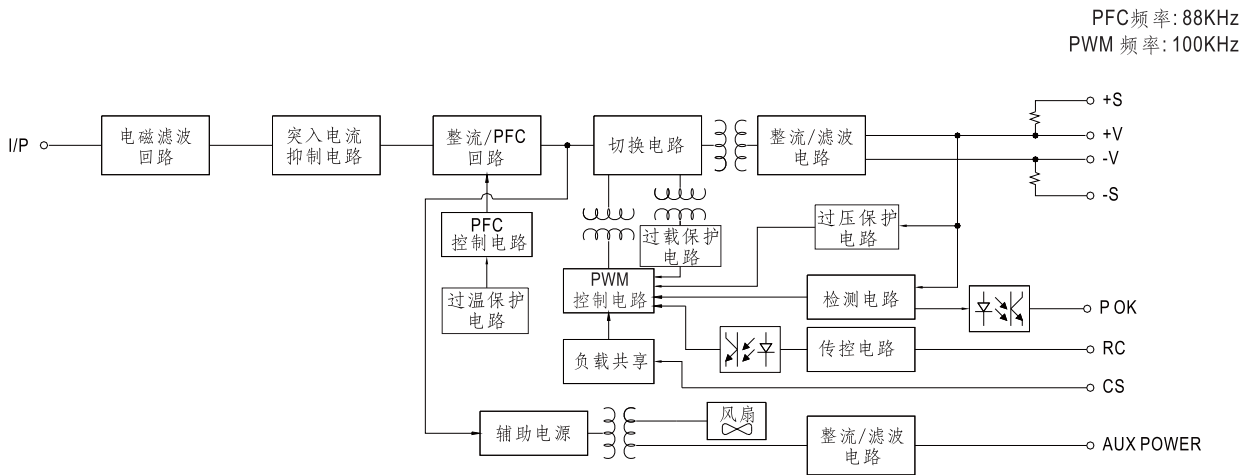 PFC频率: 88KHz
PWM 频率: 100KHz
I/P
电磁滤波
回路
突入电流
抑制电路
整流/PFC
回路
切换电路
整流/滤波
电路
+S
+V
-V
-S
PFC
控制电路
过温保护
电路
过载保护
电路
过压保护
电路
PWM
控制电路
检测电路
P OK
负载共享
传控电路
RC
CS
辅助电源
风扇
整流/滤波
电路
AUX POWER